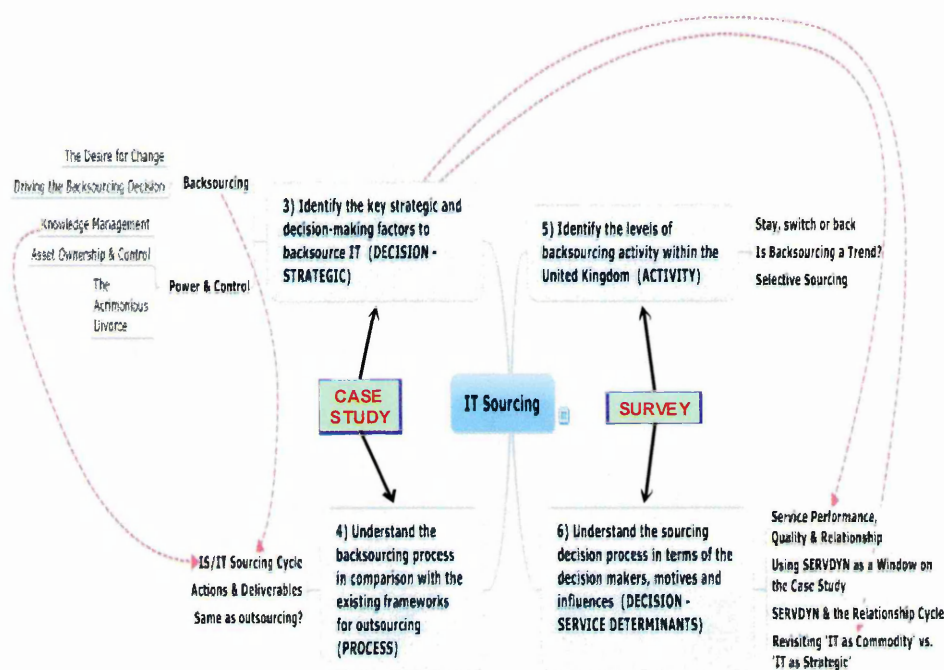 The Desire for Change
Driving the Backsourcing Decision
Backsourcing
Knowledge Management
Asset Ownership & Control
The
Acrimonious
Divorce
Power & Control
3) Identify the key strategic and
decision-making factors to
backsource IT (DECISION -
STRATEGIC)
5) Identify the levels of
backsourcing activity within the
United Kingdom (ACTIVITY)
Stay, switch or back
Is Backsourcing a Trend?
Selective Sourcing
CASE
STUDY
IT Sourcing
SURVEY
IS/IT Sourcing Cycle
Actions & Deliverables
Same as outsourcing?
4) Understand the
backsourcing process
in comparison with the
existing frameworks
for outsourcing
(PROCESS)
6) Understand the sourcing
decision process in terms of the
decision makers, motives and
influences (DECISION -
SERVICE DETERMINANTS)
Service Performance,
Quality & Relationship
Using SERVDYN as a Window on
the Case Study
SERVDYN & the Relationship Cycle
Revisiting 'IT as Commodity' vs.
'IT as Strategic'